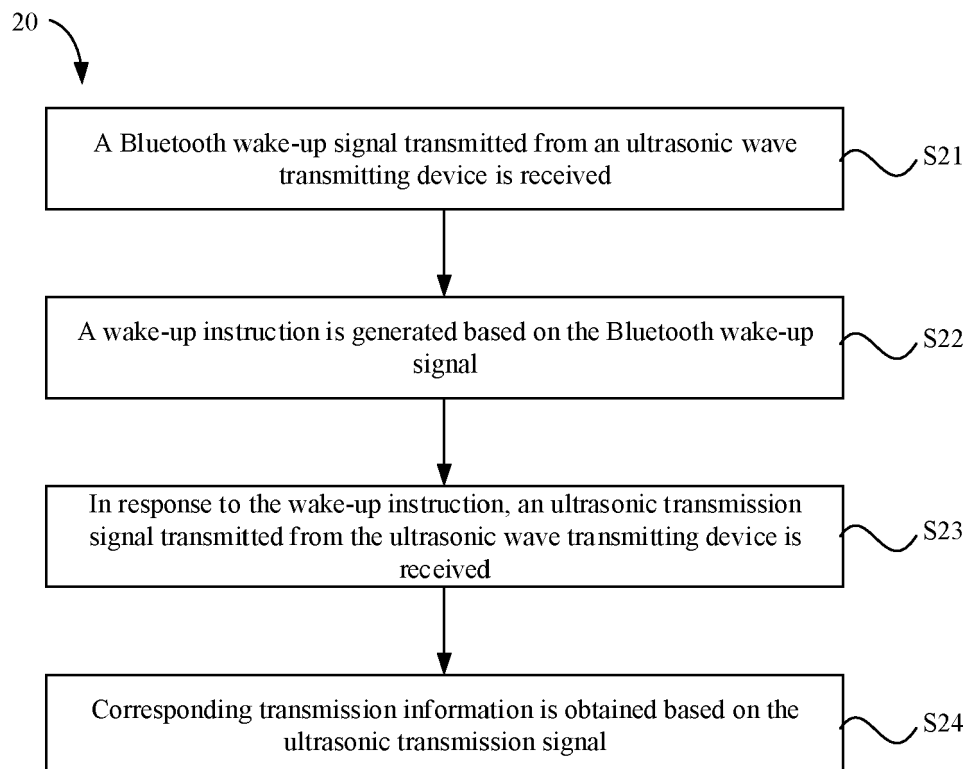 20
A Bluetooth wake-up signal transmitted from an ultrasonic wave
transmitting device is received
S21
A wake-up instruction is generated based on the Bluetooth wake-up
signal
S22
In response to the wake-up instruction, an ultrasonic transmission
signal transmitted from the ultrasonic wave transmitting device is
received
S23
Corresponding transmission information is obtained based on the
ultrasonic transmission signal
S24